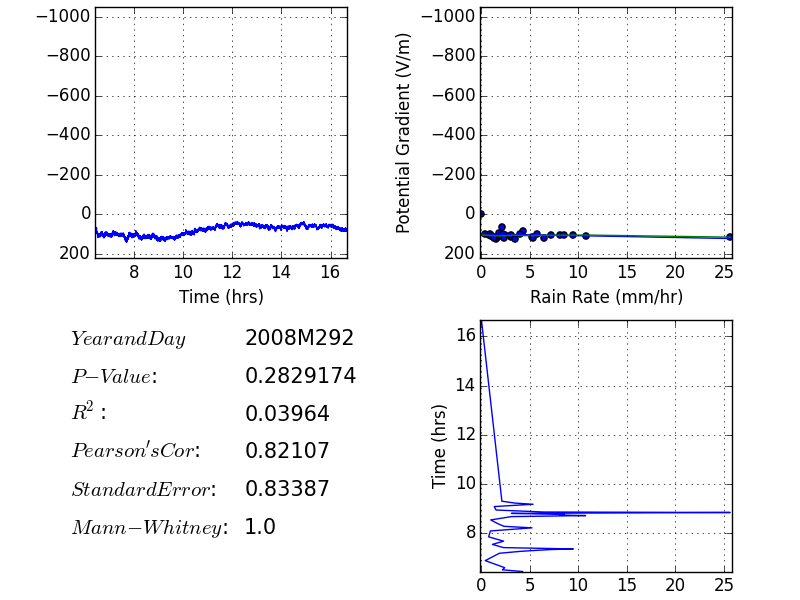 −1000
−800
−600
−400
−200
0
200
8 10 12 14 16
Time (hrs)
Potential Gradient (V/m)
−1000
−800
−600
−400
−200
0
200
0 5 10 15 20 25
Rain Rate (mm/hr)
YearandDay 2008M292
P−Value: 0.2829174
R²: 0.03964
Pearson'sCor: 0.82107
StandardError: 0.83387
Mann−Whitney: 1.0
Time (hrs)
16
14
12
10
8
0 5 10 15 20 25